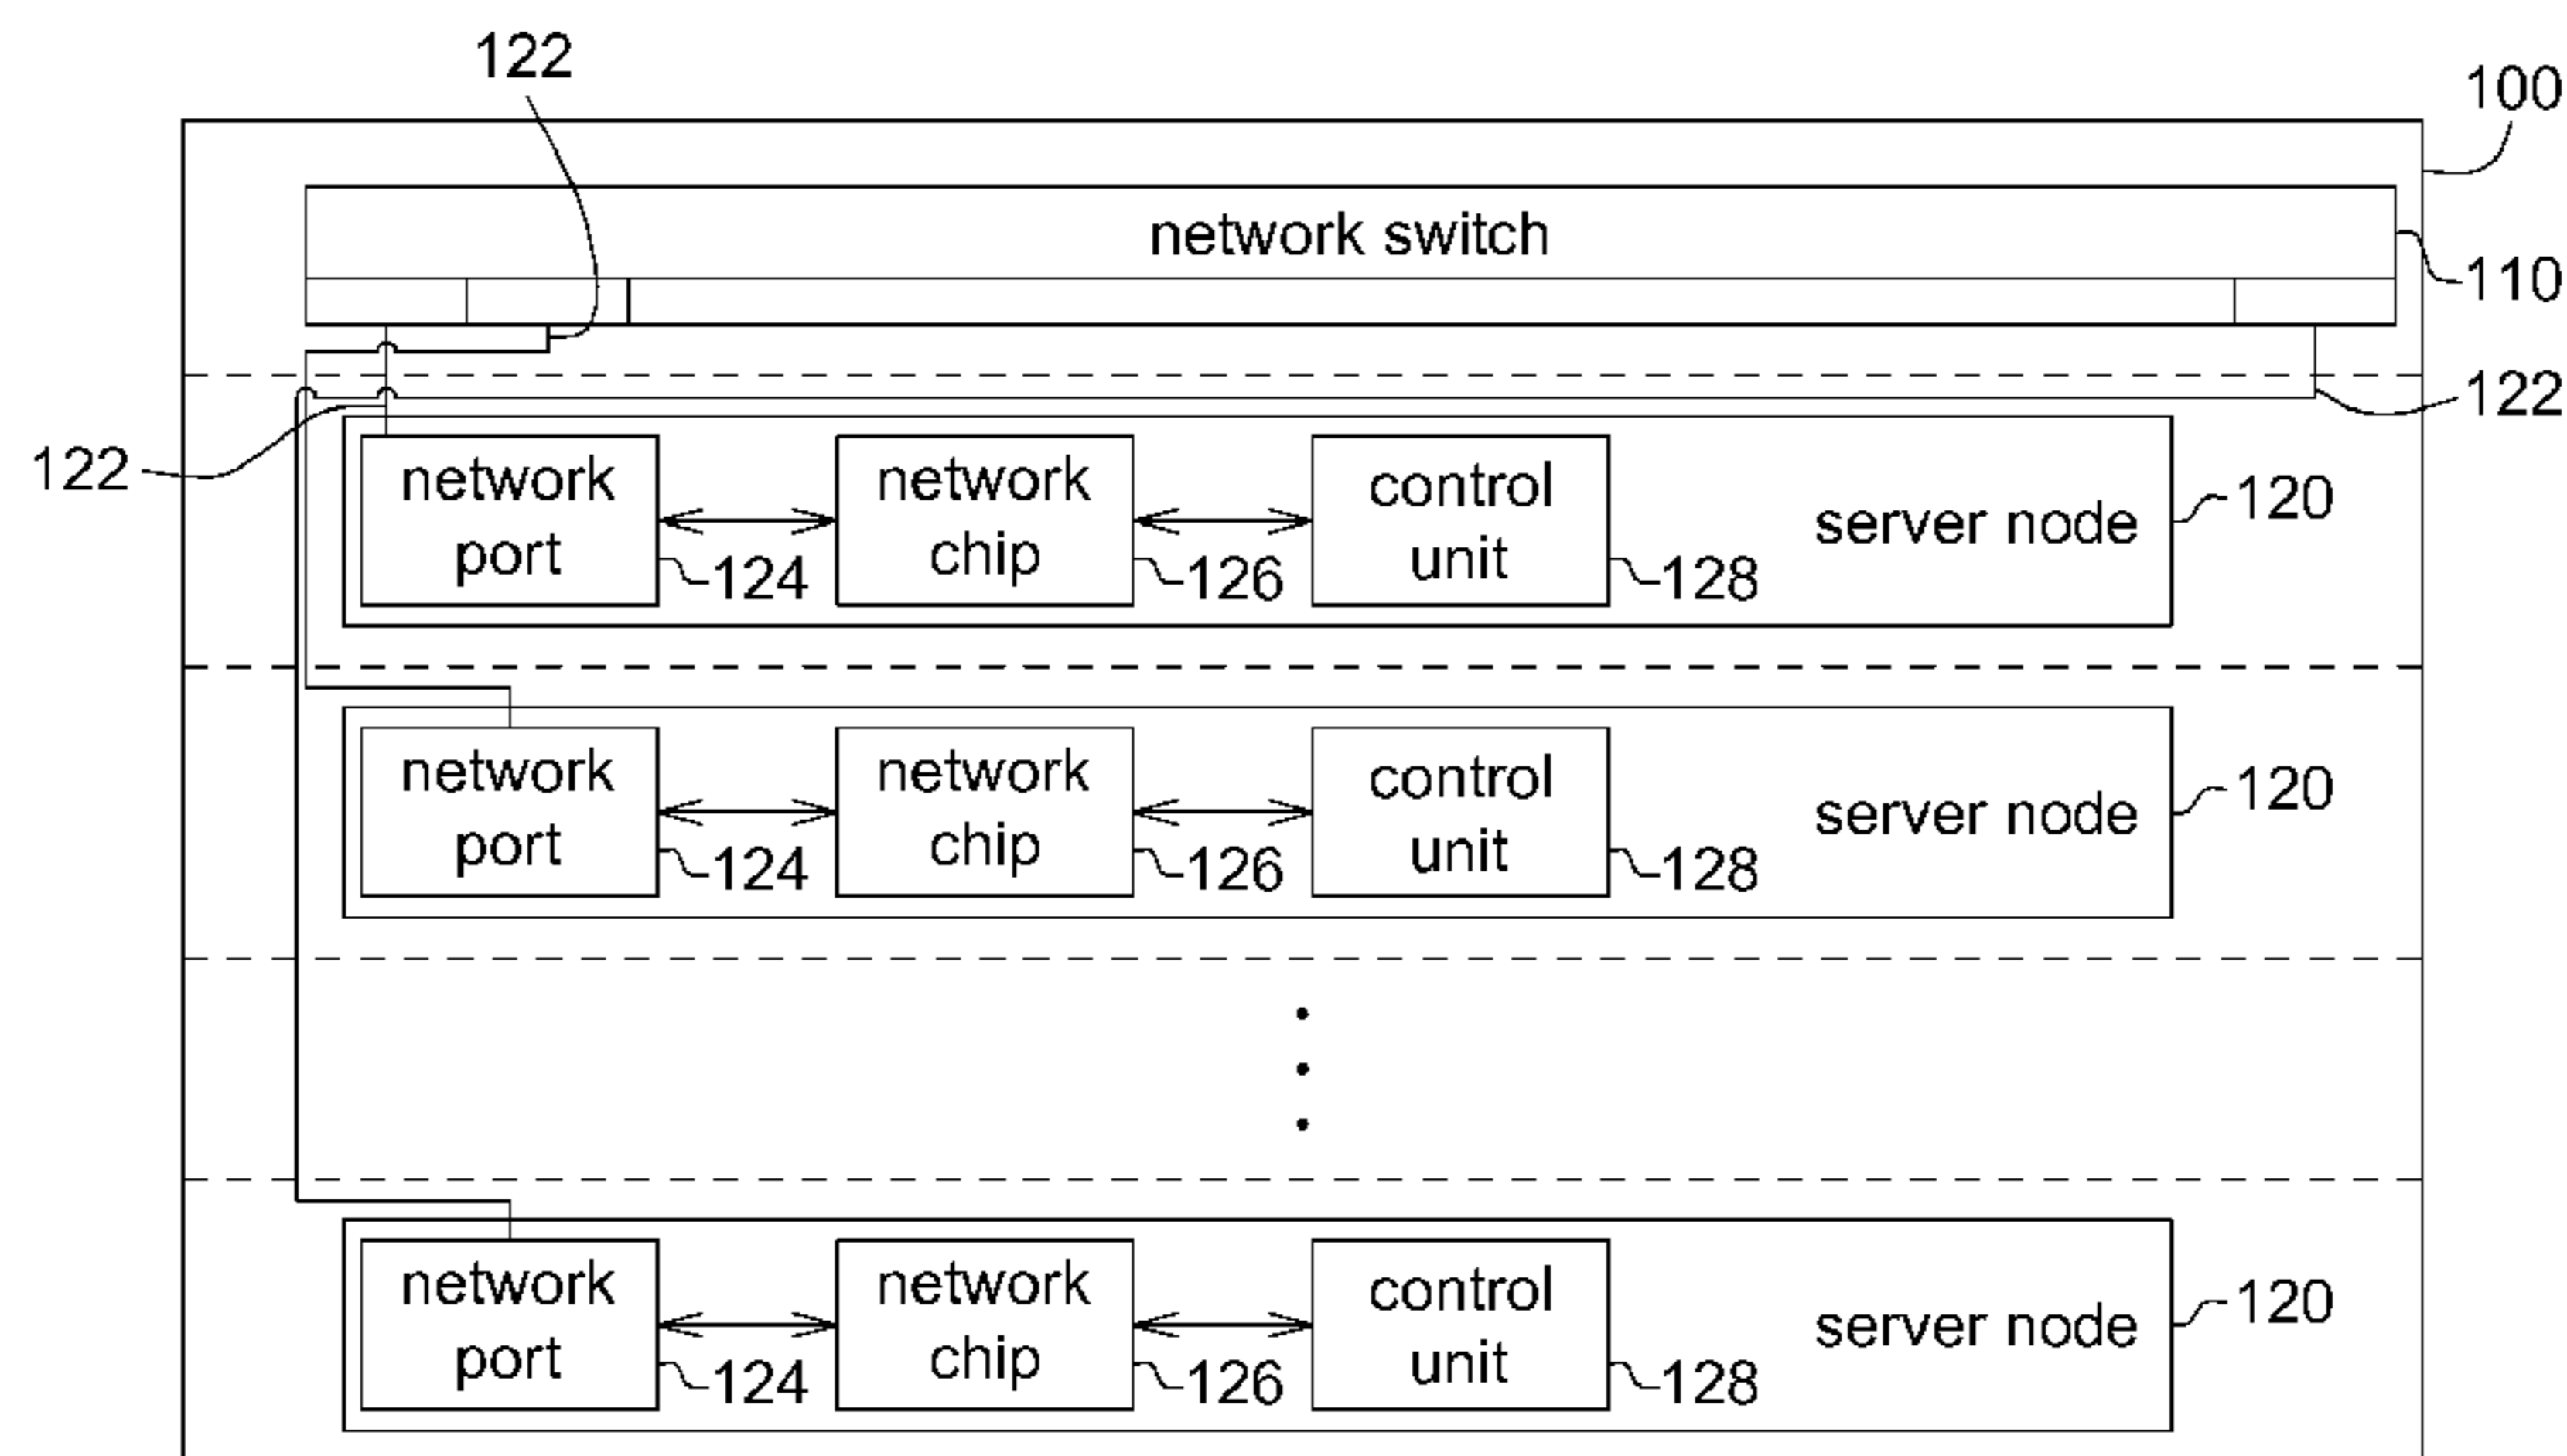 122
100
network switch
110
122
122
network
port
124
network
chip
126
control
unit
128
server node
120
network
port
124
network
chip
126
control
unit
128
server node
120
network
port
124
network
chip
126
control
unit
128
server node
120